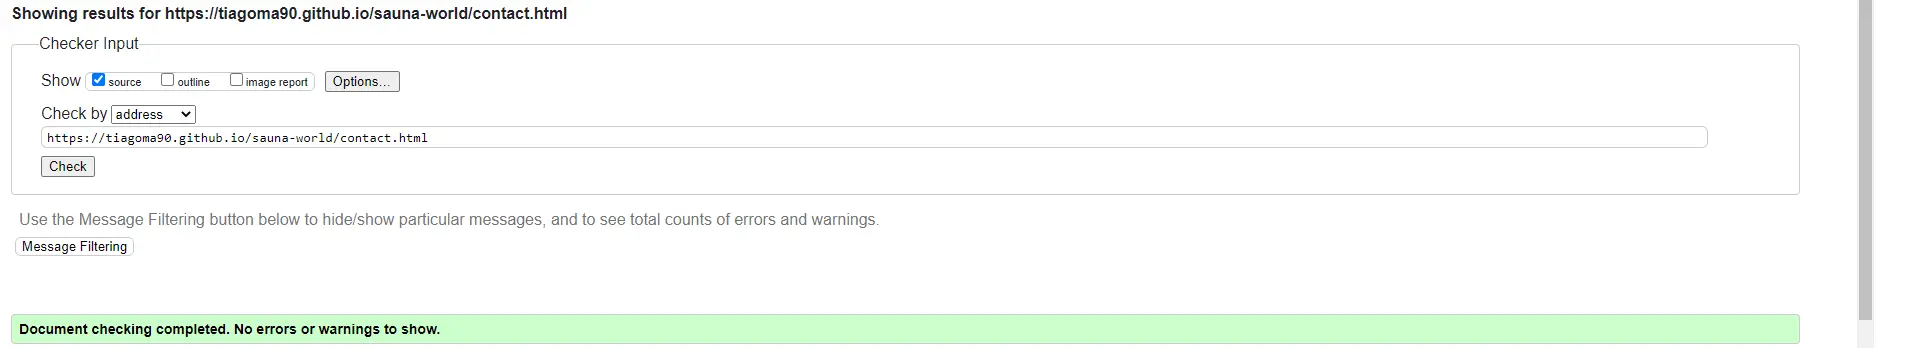 Showing results for https://tiagoma90.github.io/sauna-world/contact.html
Checker Input
Show source outline image report Options...
Check by address
https://tiagoma90.github.io/sauna-world/contact.html
Check
Use the Message Filtering button below to hide/show particular messages, and to see total counts of errors and warnings.
Message Filtering
Document checking completed. No errors or warnings to show.